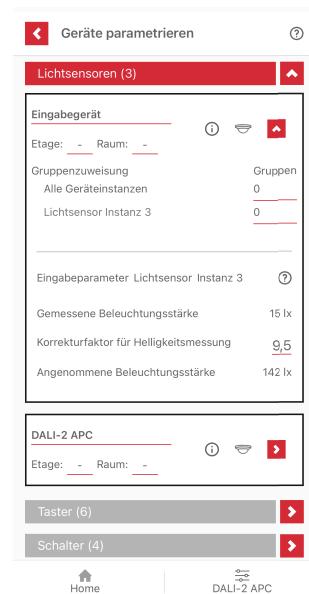 Geräte parametrieren
Lichtsensoren (3)
Eingabegerät
Etage: - Raum: -
Gruppenzuweisung Gruppen
Alle Geräteinstanzen 0
Lichtsensor Instanz 3 0
Eingabeparameter Lichtsensor Instanz 3
Gemessene Beleuchtungsstärke 15 lx
Korrekturfaktor für Helligkeitsmessung 9,5
Angenommene Beleuchtungsstärke 142 lx
DALI-2 APC
Etage: - Raum: -
Taster (6)
Schalter (4)
Home DALI-2 APC